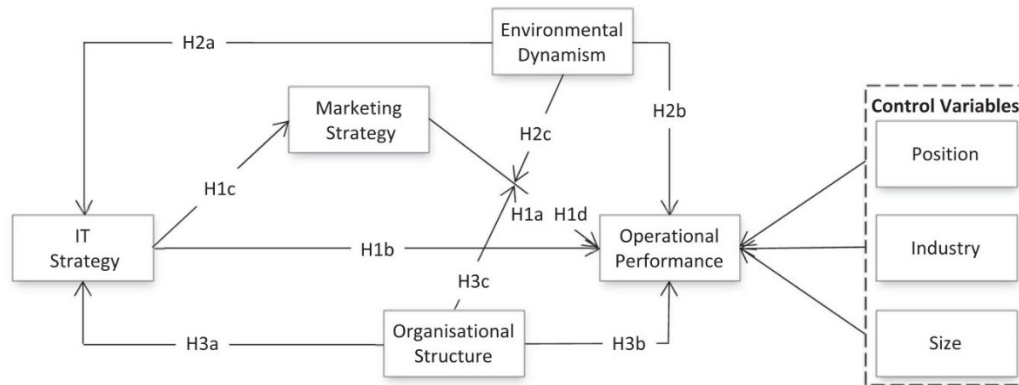 Environmental
Dynamism
H2a
Control Variables
Marketing
Strategy
H2b
H2c
Position
H1c
H1a
H1d
IT
Strategy
H1b
Operational
Performance
Industry
H3c
Organisational
Structure
H3a
H3b
Size